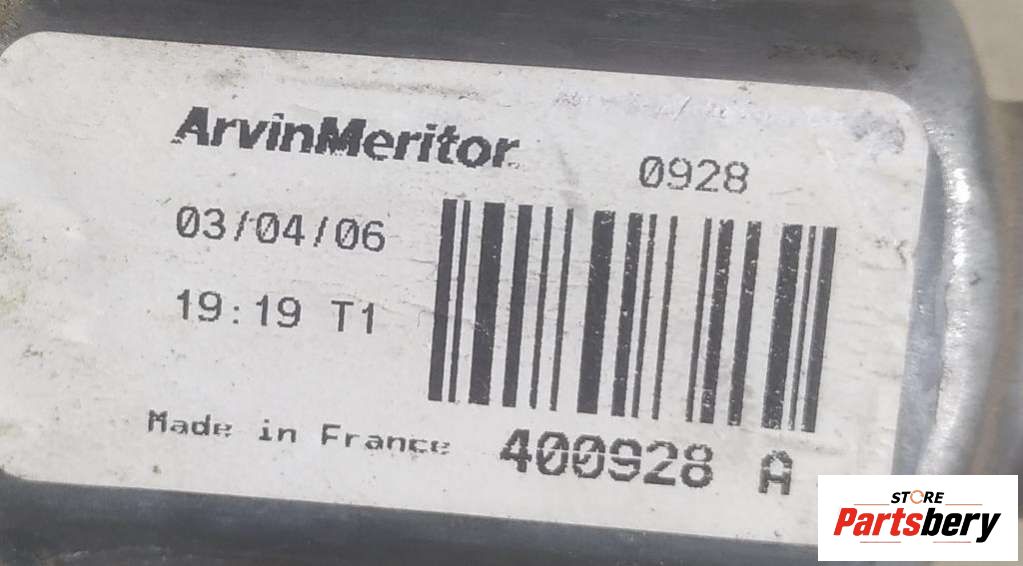 ArvinMeritor
0928
03/04/06
19:19 T1
Made in France
400928 A
STORE
Partsbery